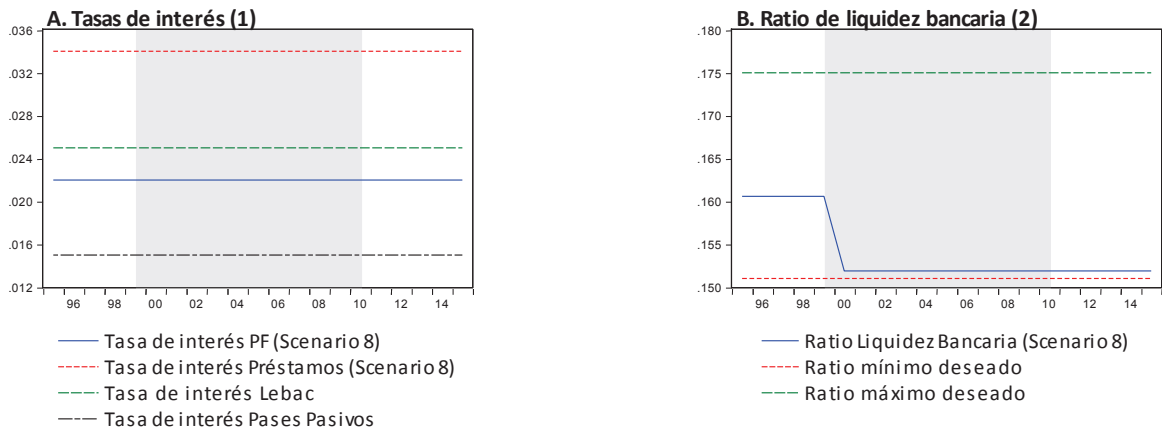 A. Tasas de interés (1)
.036
.032
.028
.024
.020
.016
.012
96 98 00 02 04 06 08 10 12 14
Tasa de interés PF (Scenario 8)
Tasa de interés Préstamos (Scenario 8)
Tasa de interés Lebac
Tasa de interés Pases Pasivos
B. Ratio de liquidez bancaria (2)
.180
.175
.170
.165
.160
.155
.150
96 98 00 02 04 06 08 10 12 14
Ratio Liquidez Bancaria (Scenario 8)
Ratio mínimo deseado
Ratio máximo deseado